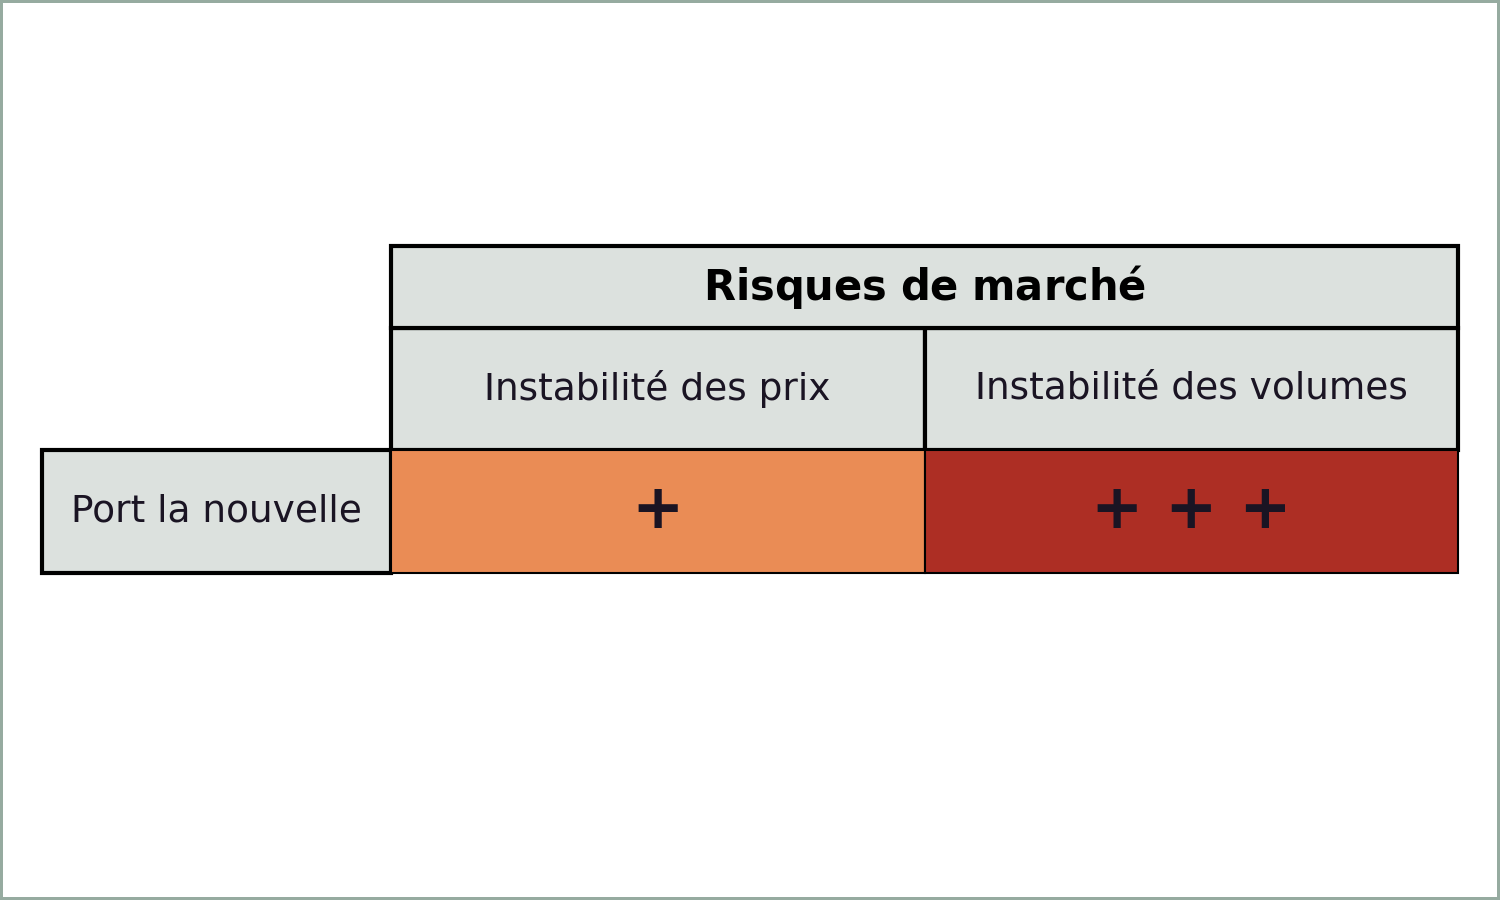 Risques de marché
Instabilité des prix
Instabilité des volumes
Port la nouvelle
+
+ + +